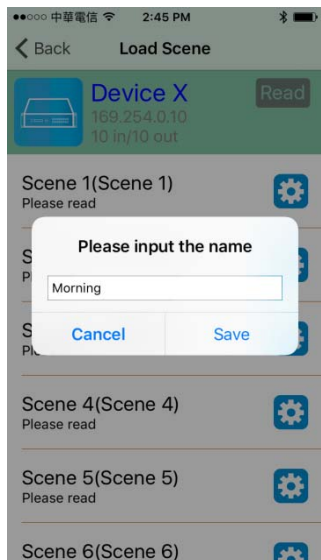 中華電信 2:45 PM
Back Load Scene
Device X
Read
169.254.0.10
10 in/10 out
Scene 1(Scene 1)
Please read
S
P
Please input the name
Morning
S
Cancel Save
Scene 4(Scene 4)
Please read
Scene 5(Scene 5)
Please read
Scene 6(Scene 6)